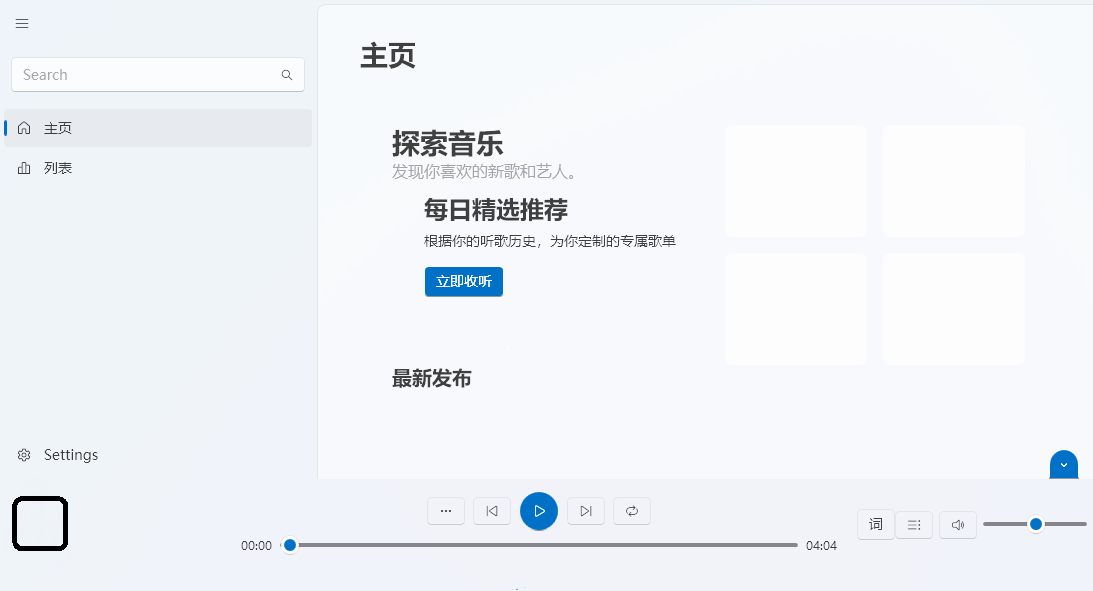 主页
Search
主页
列表
探索音乐
发现你喜欢的新歌和艺人。
每日精选推荐
根据你的听歌历史，为你定制的专属歌单
立即收听
最新发布
Settings
00:00
04:04
词